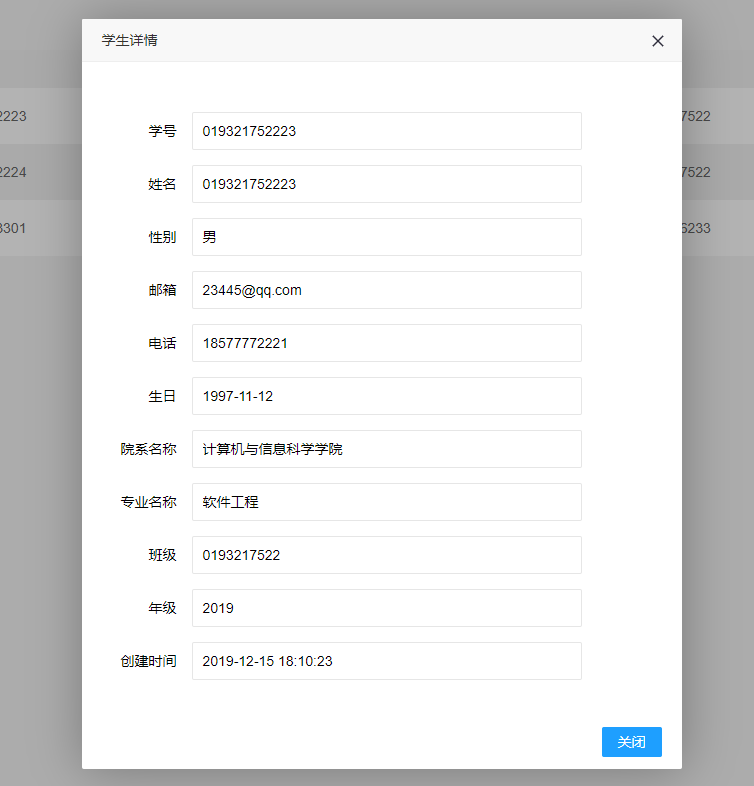 学生详情
2223
7522
学号 019321752223
2224
7522
姓名 019321752223
3301
6233
性别 男
邮箱 23445@qq.com
电话 18577772221
生日 1997-11-12
院系名称 计算机与信息科学学院
专业名称 软件工程
班级 0193217522
年级 2019
创建时间 2019-12-15 18:10:23
关闭